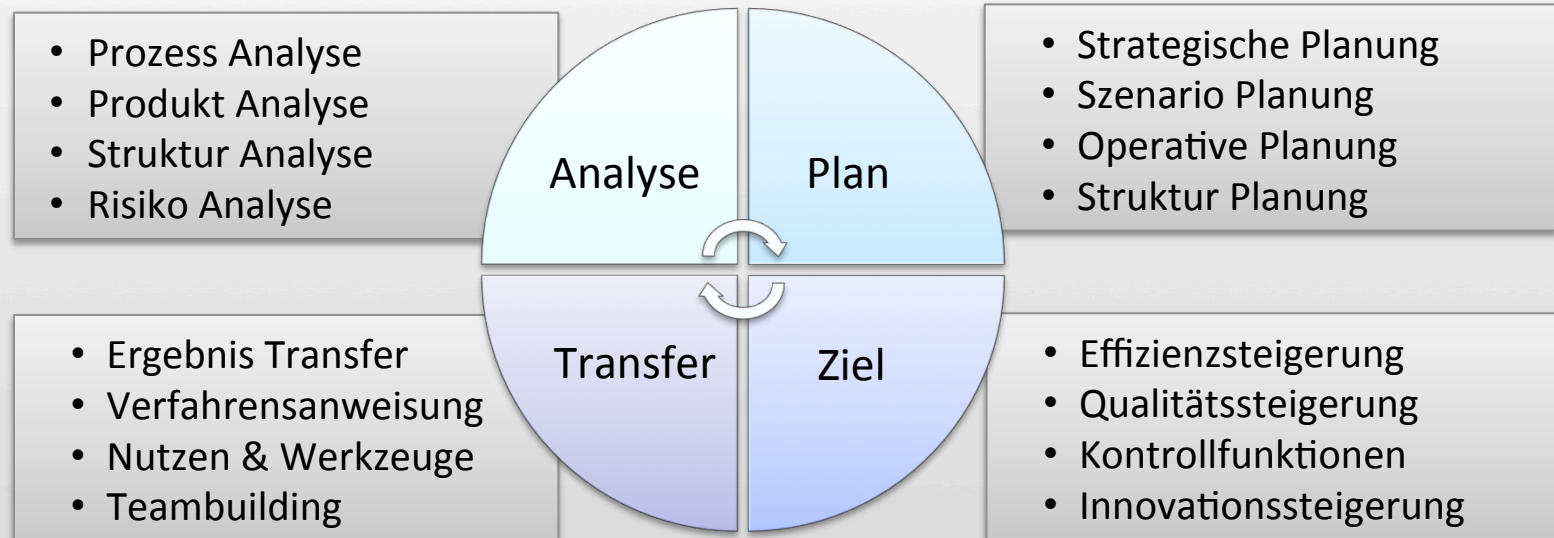 • Prozess Analyse
• Produkt Analyse
• Struktur Analyse
• Risiko Analyse
Analyse
Plan
• Strategische Planung
• Szenario Planung
• Operative Planung
• Struktur Planung
• Ergebnis Transfer
• Verfahrensanweisung
• Nutzen & Werkzeuge
• Teambuilding
Transfer
Ziel
• Effizienzsteigerung
• Qualitätssteigerung
• Kontrollfunktionen
• Innovationssteigerung